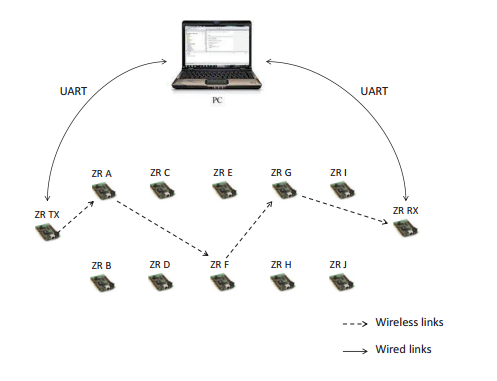 UART
UART
PC
ZR A
ZR C
ZR E
ZR G
ZR I
ZR TX
ZR RX
ZR B
ZR D
ZR F
ZR H
ZR J
Wireless links
Wired links